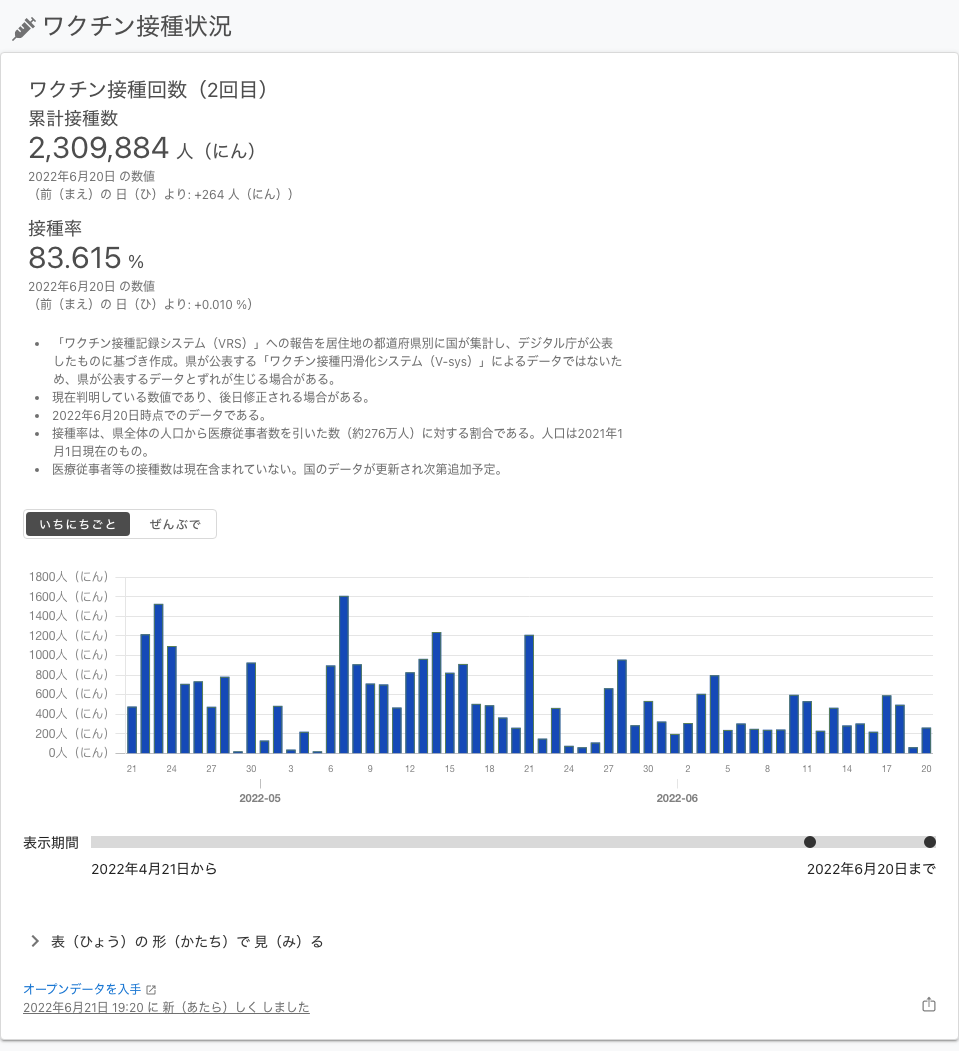 ワクチン接種状況
ワクチン接種回数（2回目）
累計接種数
2,309,884 人（にん）
2022年6月20日 の数値
（前（まえ）の 日（ひ）より: +264 人（にん））
接種率
83.615 %
2022年6月20日 の数値
（前（まえ）の 日（ひ）より: +0.010 %）
• 「ワクチン接種記録システム（VRS）」への報告を居住地の都道府県別に国が集計し、デジタル庁が公表
したものに基づき作成。県が公表する「ワクチン接種円滑化システム（V-sys）」によるデータではないた
め、県が公表するデータとずれが生じる場合がある。
• 現在判明している数値であり、後日修正される場合がある。
• 2022年6月20日時点でのデータである。
• 接種率は、県全体の人口から医療従事者数を引いた数（約276万人）に対する割合である。人口は2021年1
月1日現在のもの。
• 医療従事者等の接種数は現在含まれていない。国のデータが更新され次第追加予定。
いちにちごと ぜんぶで
1800人（にん）
1600人（にん）
1400人（にん）
1200人（にん）
1000人（にん）
800人（にん）
600人（にん）
400人（にん）
200人（にん）
0人（にん）
21 24 27 30 3 6 9 12 15 18 21 24 27 30 2 5 8 11 14 17 20
2022-05 2022-06
表示期間
2022年4月21日から 2022年6月20日まで
表（ひょう）の 形（かたち）で 見（み）る
オープンデータを入手
2022年6月21日 19:20 に 新（あたら）しく しました